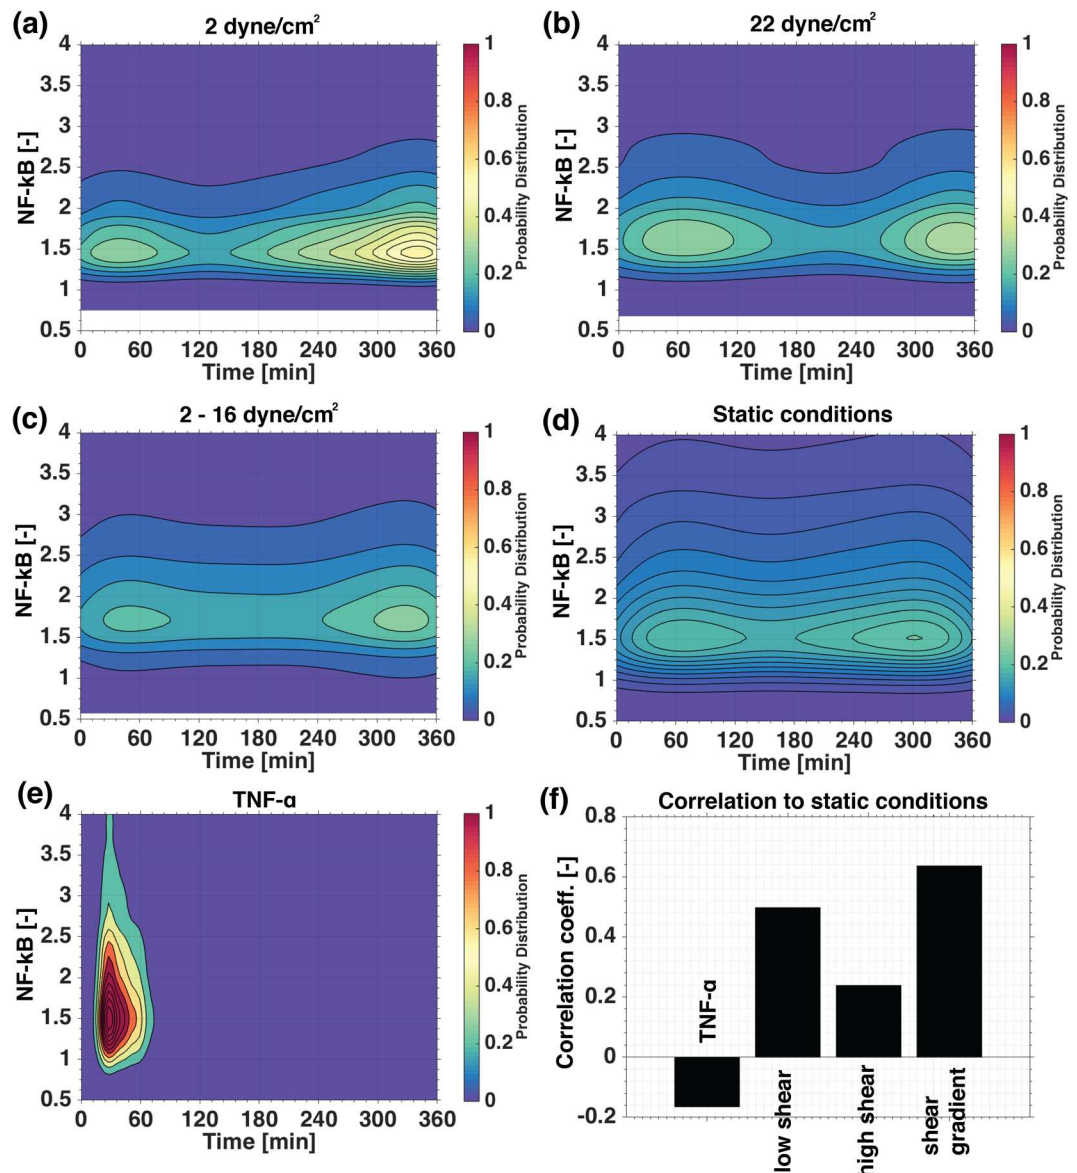 (a)
2 dyne/cm²
4
3.5
3
2.5
2
1.5
1
0.5
NF-kB [-]
0 60 120 180 240 300 360
Time [min]
1
0.8
0.6
0.4
0.2
0
Probability Distribution
(b)
22 dyne/cm²
4
3.5
3
2.5
2
1.5
1
0.5
NF-kB [-]
0 60 120 180 240 300 360
Time [min]
1
0.8
0.6
0.4
0.2
0
Probability Distribution
(c)
2 - 16 dyne/cm²
4
3.5
3
2.5
2
1.5
1
0.5
NF-kB [-]
0 60 120 180 240 300 360
Time [min]
1
0.8
0.6
0.4
0.2
0
Probability Distribution
(d)
Static conditions
4
3.5
3
2.5
2
1.5
1
0.5
NF-kB [-]
0 60 120 180 240 300 360
Time [min]
1
0.8
0.6
0.4
0.2
0
Probability Distribution
(e)
TNF-α
4
3.5
3
2.5
2
1.5
1
0.5
NF-kB [-]
0 60 120 180 240 300 360
Time [min]
1
0.8
0.6
0.4
0.2
0
Probability Distribution
(f)
Correlation to static conditions
0.8
0.6
0.4
0.2
0
-0.2
Correlation coeff. [-]
TNF-α
low shear
high shear
shear
gradient